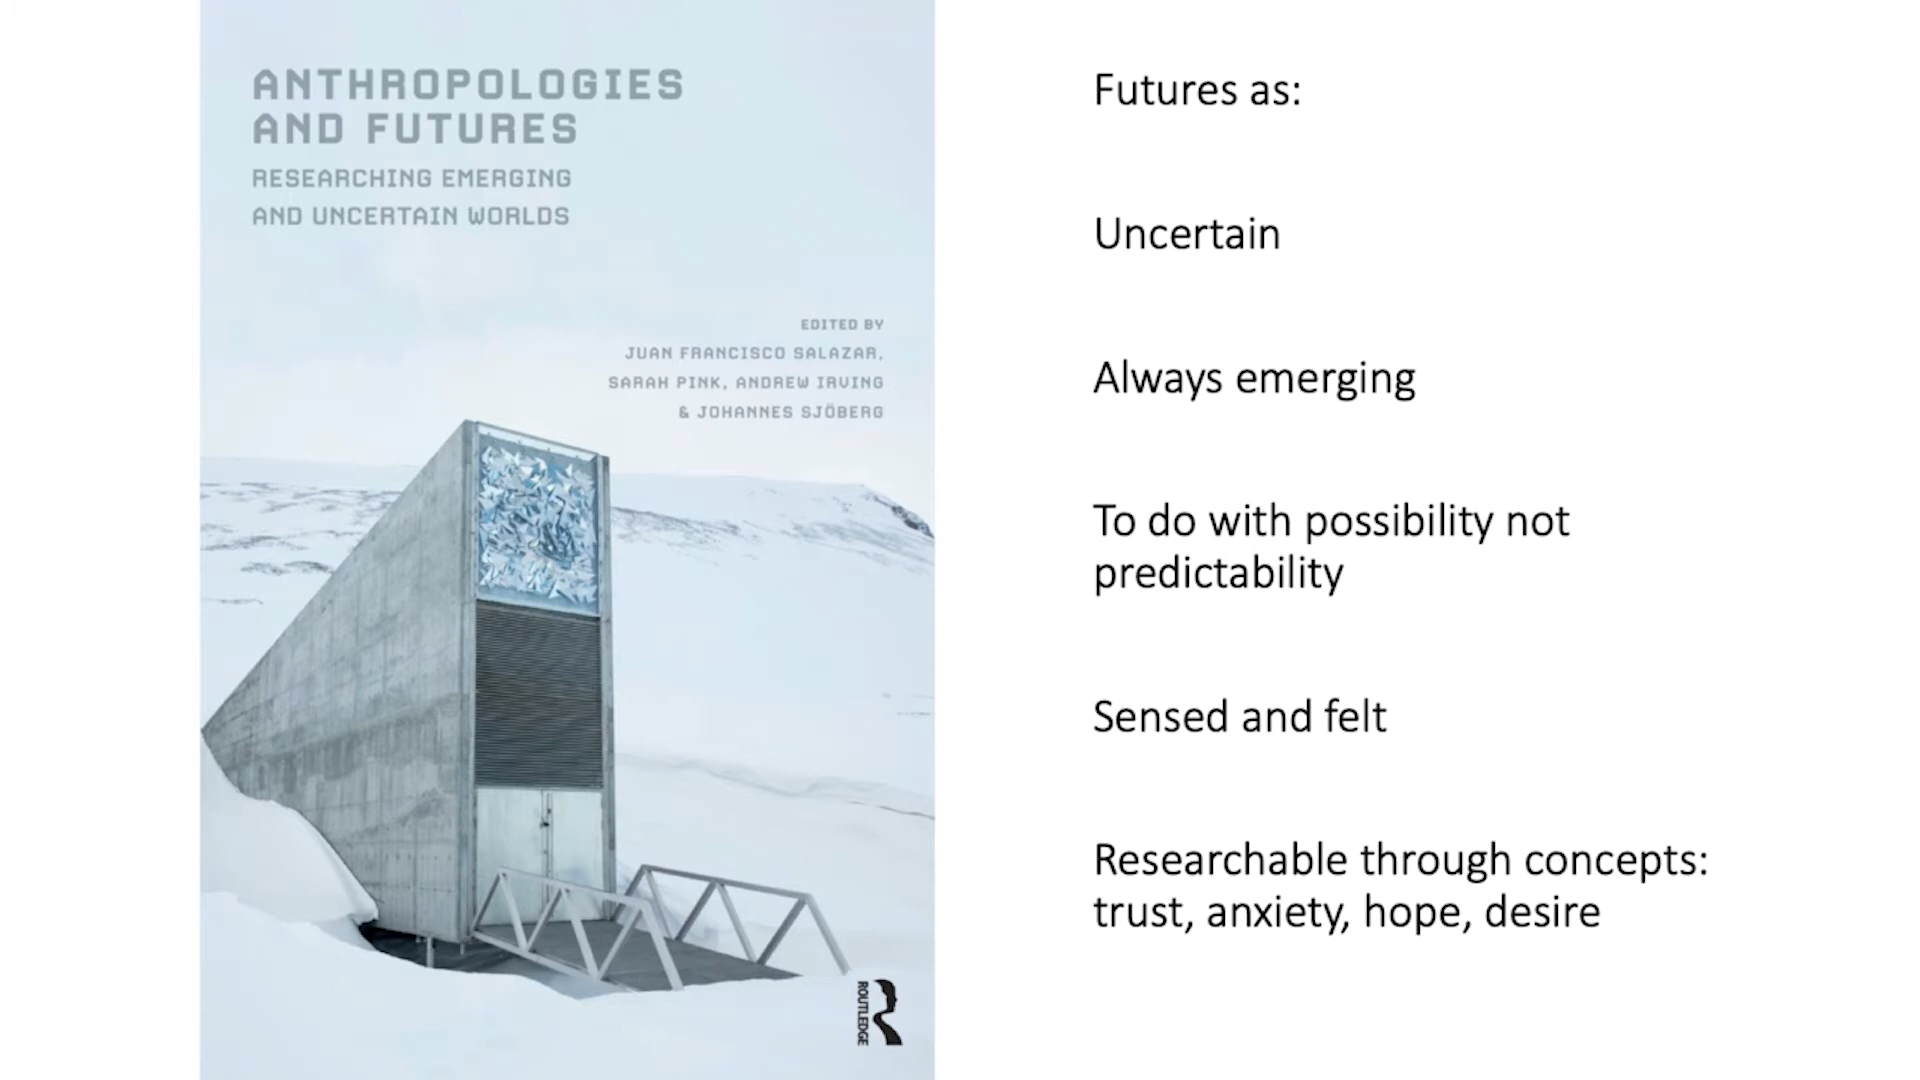 ANTHROPOLOGIES
AND FUTURES
RESEARCHING EMERGING
AND UNCERTAIN WORLDS
EDITED BY
JUAN FRANCISCO SALAZAR,
SARAH PINK, ANDREW IRVING
& JOHANNES SJÖBERG
ROUTLEDGE
Futures as:
Uncertain
Always emerging
To do with possibility not
predictability
Sensed and felt
Researchable through concepts:
trust, anxiety, hope, desire